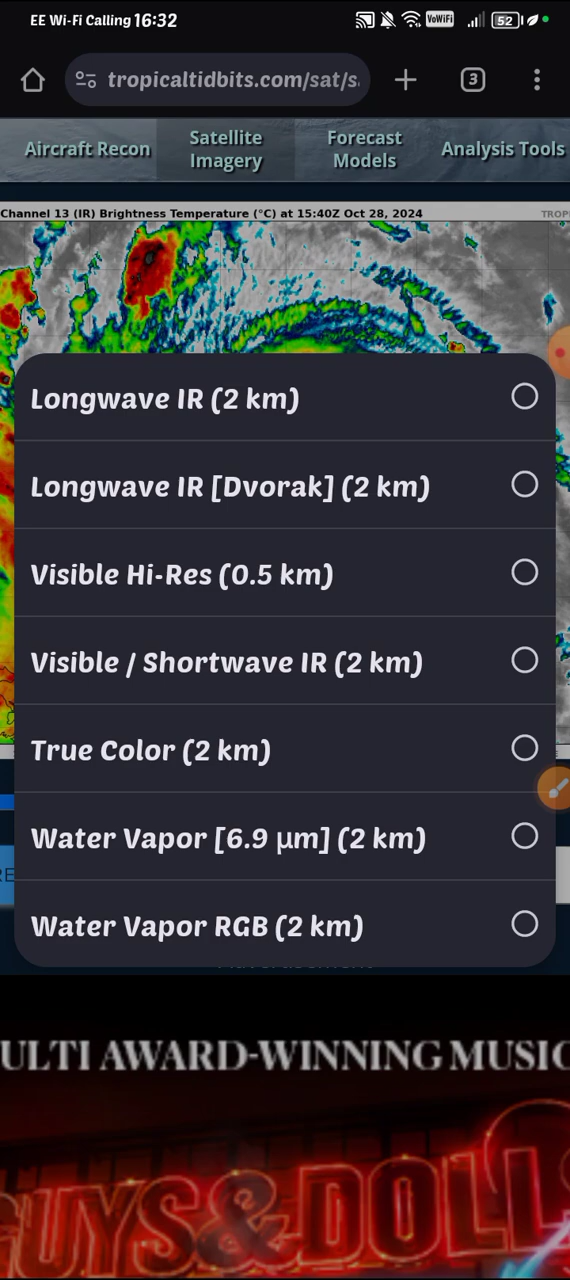 EE Wi-Fi Calling 16:32
VoWiFi
52
tropicaltidbits.com/sat/s
3
Aircraft Recon
Satellite
Imagery
Forecast
Models
Analysis Tools
Channel 13 (IR) Brightness Temperature (°C) at 15:40Z Oct 28, 2024
TROP
Longwave IR (2 km)
Longwave IR [Dvorak] (2 km)
Visible Hi-Res (0.5 km)
Visible / Shortwave IR (2 km)
True Color (2 km)
Water Vapor [6.9 µm] (2 km)
RE
Water Vapor RGB (2 km)
ULTI AWARD-WINNING MUSIC
GUYS&DOLL